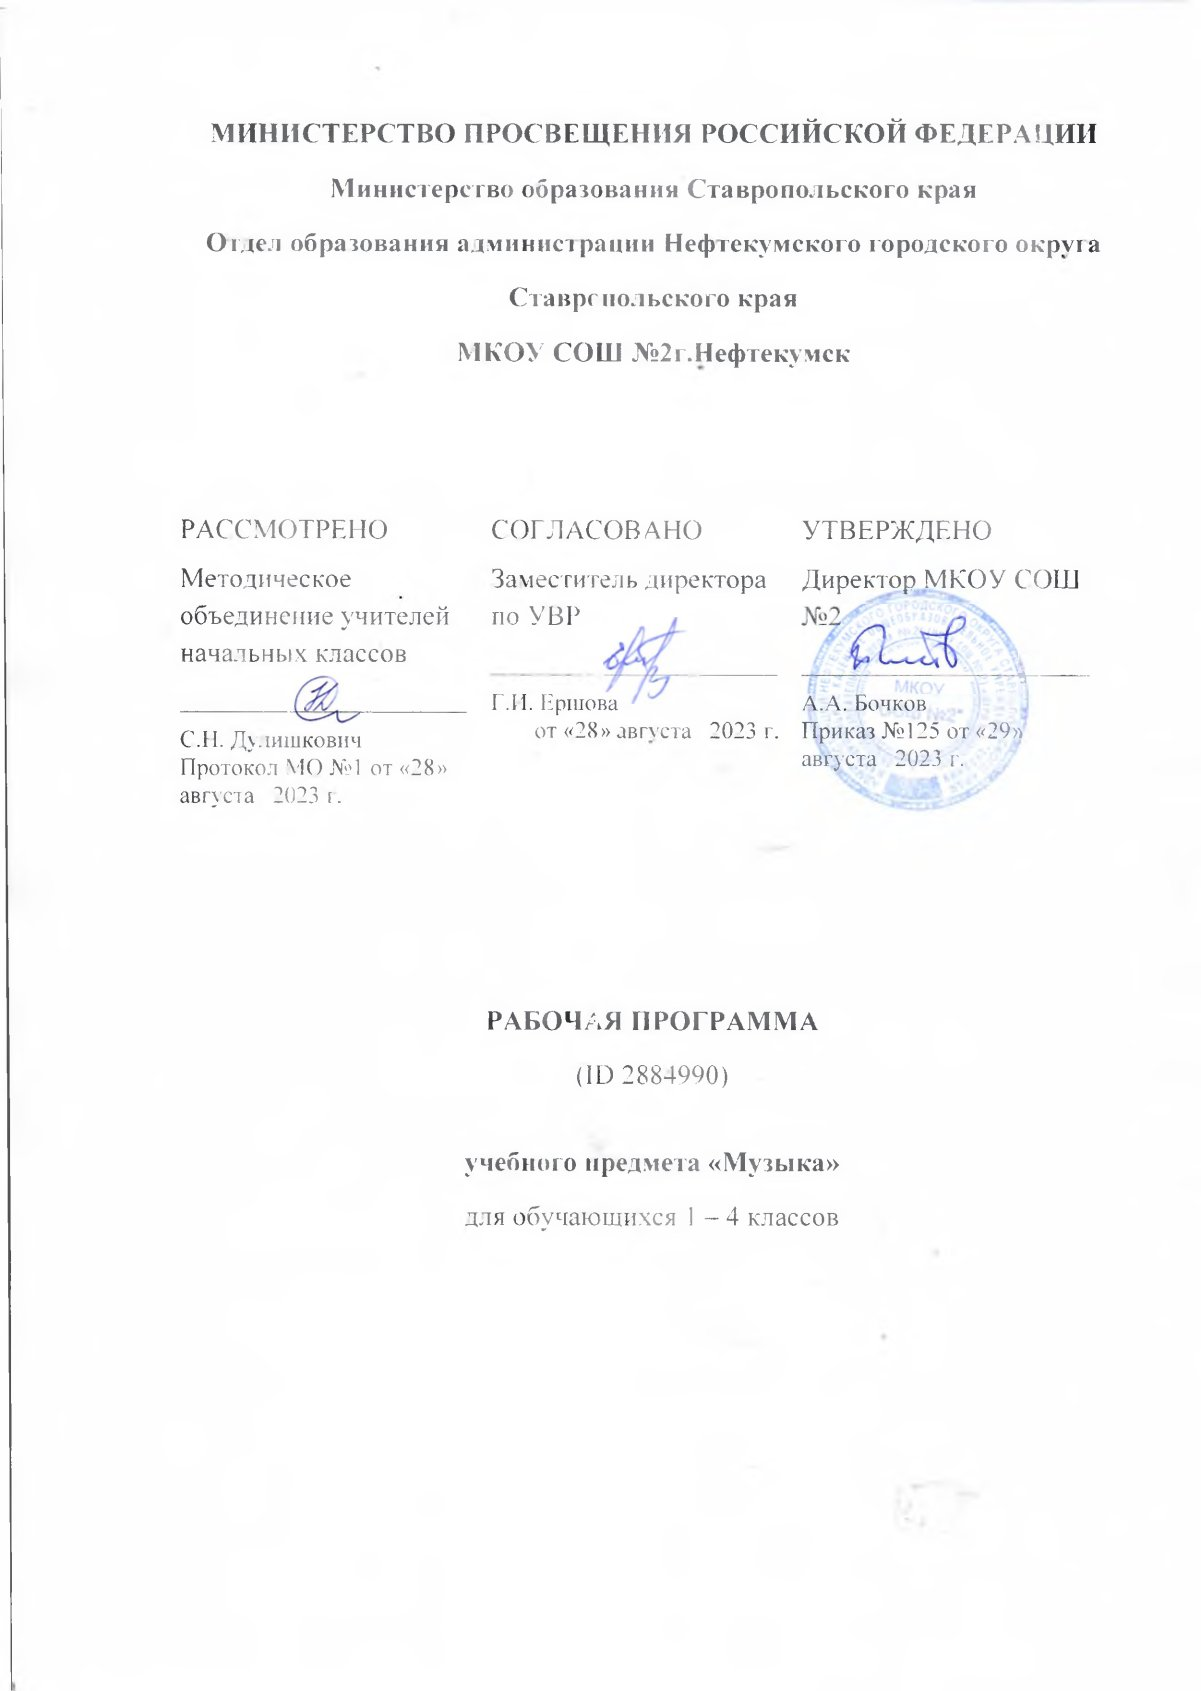 МИНИСТЕРСТВО ПРОСВЕЩЕНИЯ РОССИЙСКОЙ ФЕДЕРАЦИИ
Министерство образования Ставропольского края
Отдел образования администрации Нефтекумского городского округа
Ставропольского края
МКОУ СОШ №2г.Нефтекумск
РАССМОТРЕНО
Методическое
объединение учителей
начальных классов
С.Н. Дулишкович
Протокол МО №1 от «28»
августа 2023 г.
СОГЛАСОВАНО
Заместитель директора
по УВР
Г.И. Ершова
от «28» августа 2023 г.
УТВЕРЖДЕНО
Директор МКОУ СОШ
№2
МКОУ
А.А. Бочков
Приказ №125 от «29»
августа 2023 г.
РАБОЧАЯ ПРОГРАММА
(ID 2884990)
учебного предмета «Музыка»
для обучающихся 1 – 4 классов